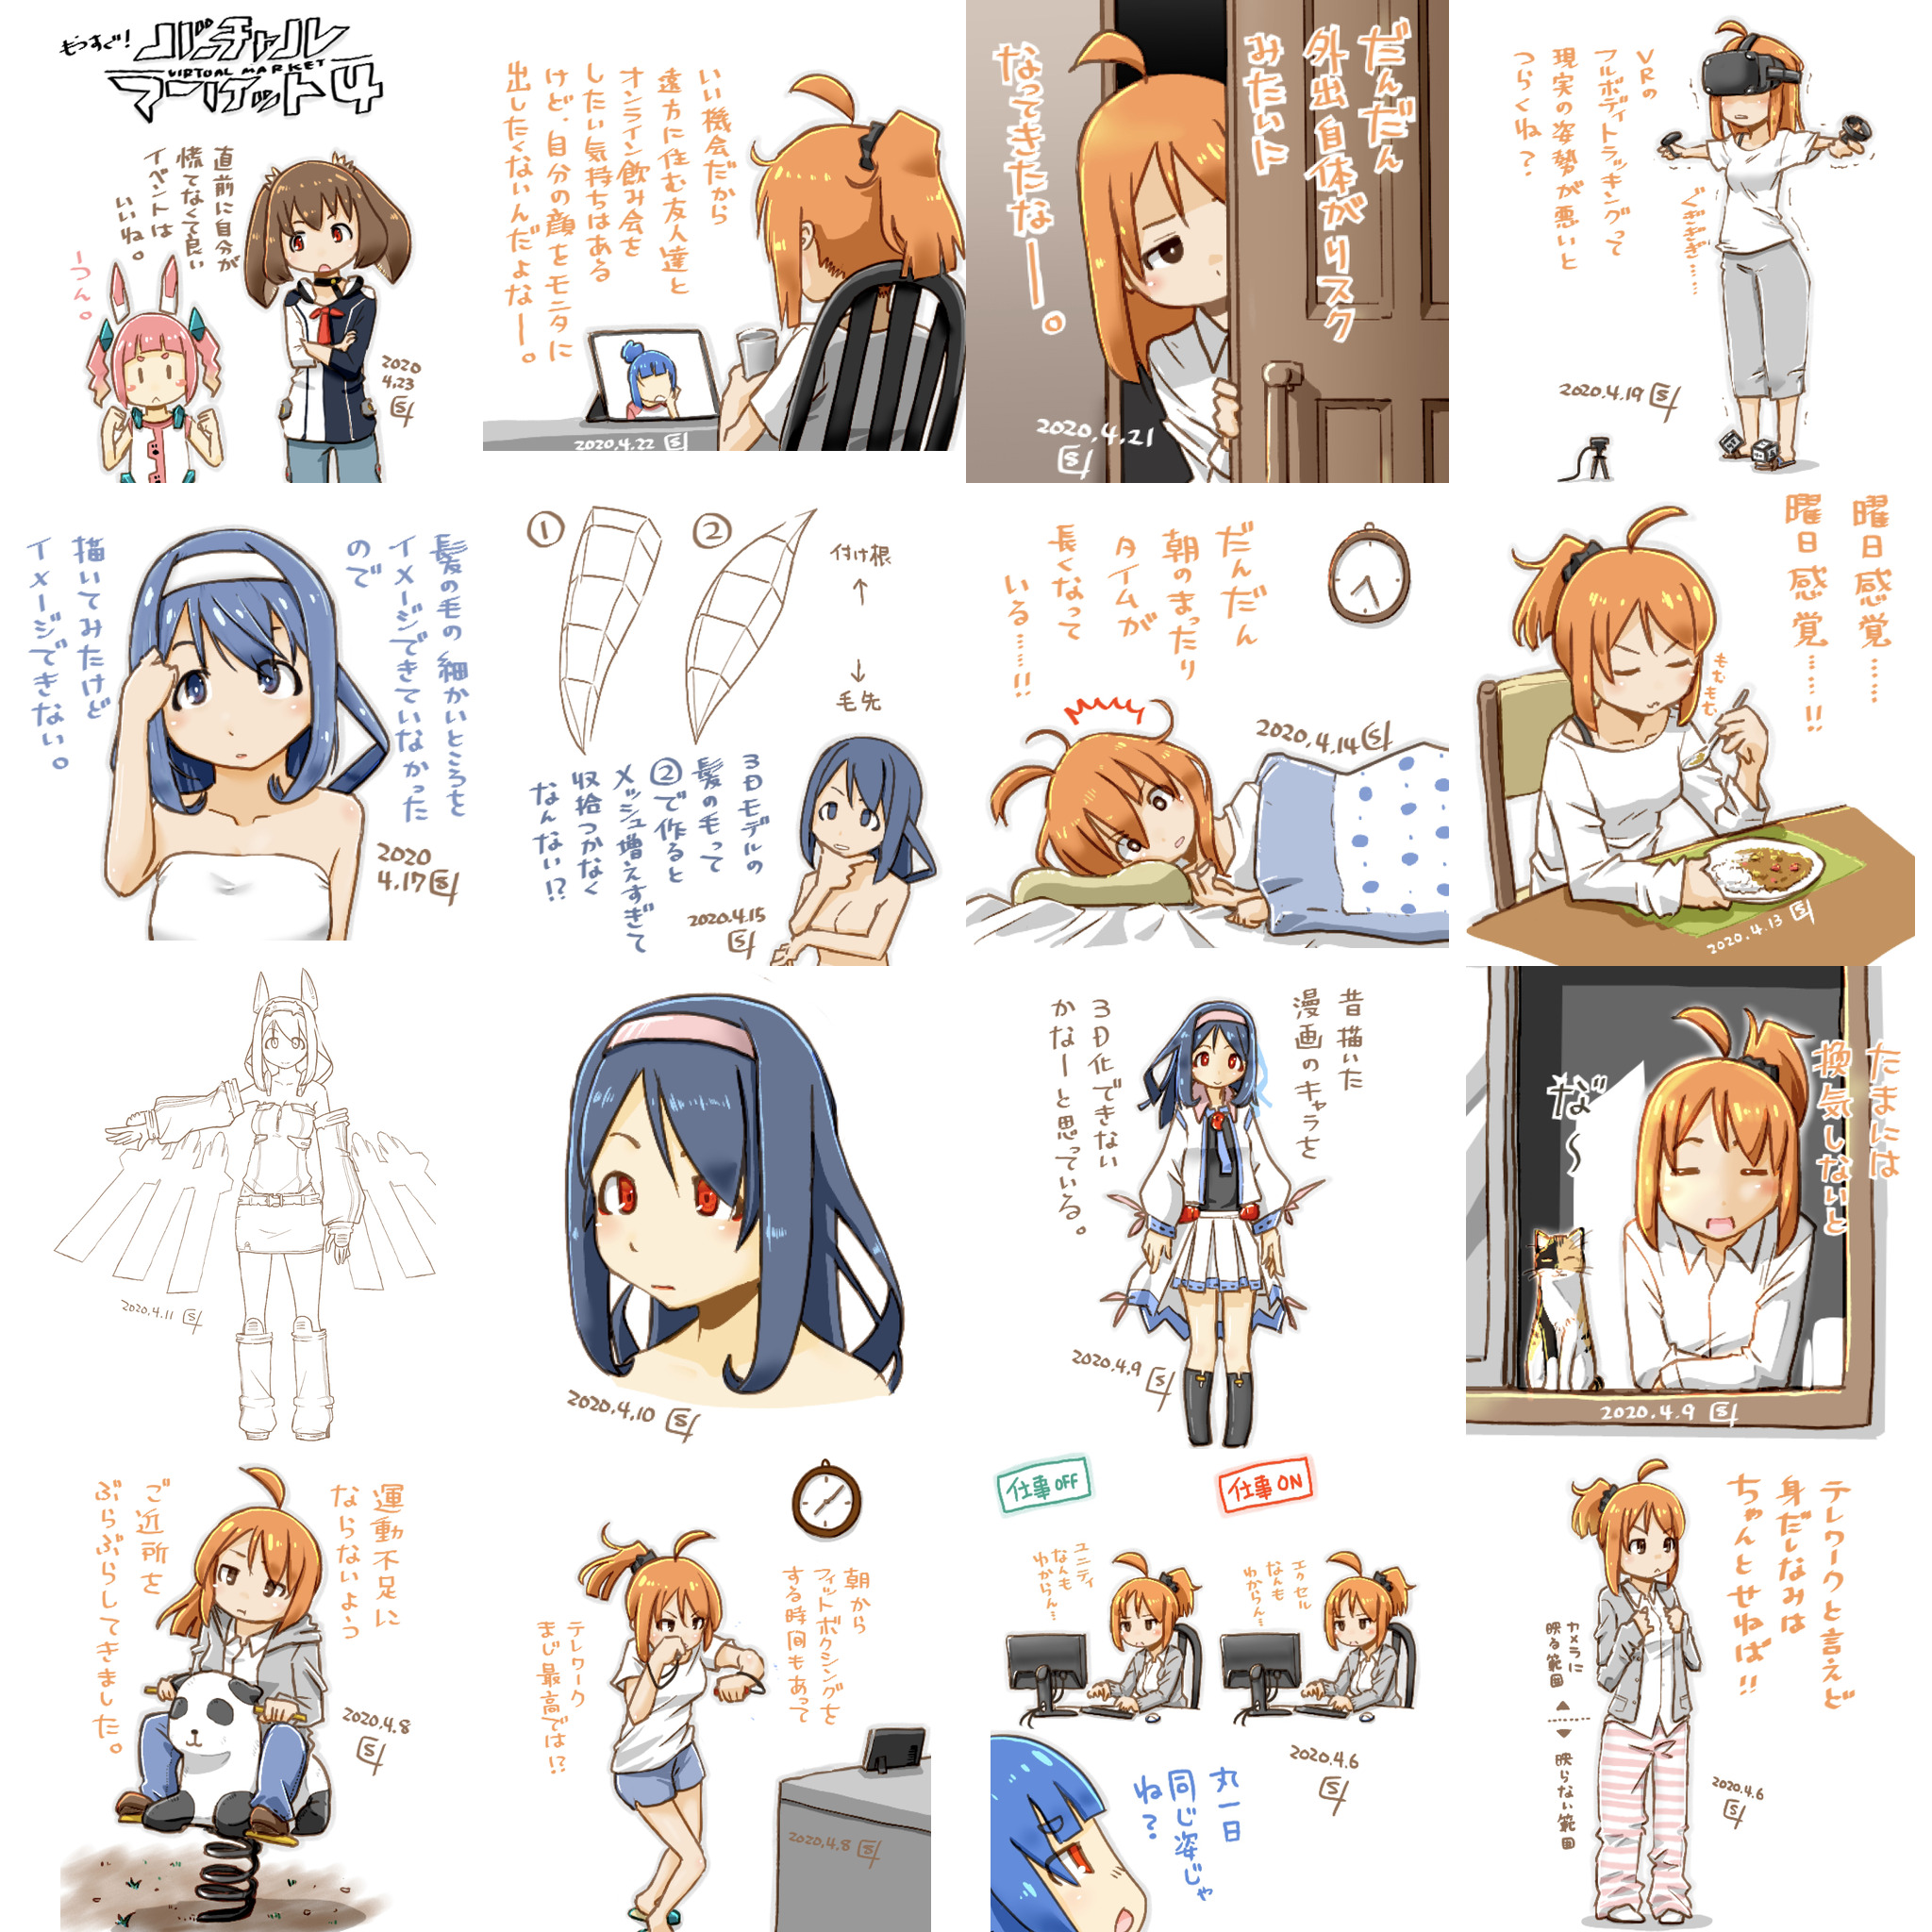 もうすぐ!
バーチャル
VIRTUAL MARKET
マーケット4
直前に自分が
慌てなくて良い
イベントは
いいね。
ーつん。
2020
4.23
いい機会だから
遠方に住む友人達と
オンライン飲み会を
したい気持ちはある
けど、自分の顔をモニタに
出したくないんだよなー。
2020.4.22
だんだん
外出自体がリスク
みたいに
なってきたなー。
2020.4.21
VRの
フルボディトラッキングって
現実の姿勢が悪いと
つらくね?
ぐぎぎぎ……
2020.4.19
髪の毛の細かいところを
イメージできていなかった
ので
描いてみたけど
イメージできない。
2020
4.17
①
②
付け根
↑
↓
毛先
3Dモデルの
髪の毛って
②で作ると
メッシュ増えすぎて
収拾つかなく
なんない!?
2020.4.15
だんだん
朝のまったり
タイムが
長くなって
いる……!!
2020.4.14
曜日感覚……
曜日感覚……!!
もむもむ
2020.4.13
2020.4.11
2020.4.10
昔描いた
漫画のキャラを
3D化できない
かなーと思っている。
2020.4.9
たまには
換気しないと
な゛〜
2020.4.9
運動不足に
ならないよう
ご近所を
ぶらぶらしてきました。
2020.4.8
朝から
フィットボクシングを
する時間もあって
テレワーク
まじ最高では!?
2020.4.8
仕事OFF
仕事ON
ユニティ
なんも
わからん…
エクセル
なんも
わからん…
2020.4.6
丸一日
同じ姿じゃ
ね?
テレワークと言えど
身だしなみは
ちゃんとせねば!!
カメラに
映る範囲
▲
▼
映らない範囲
2020.4.6